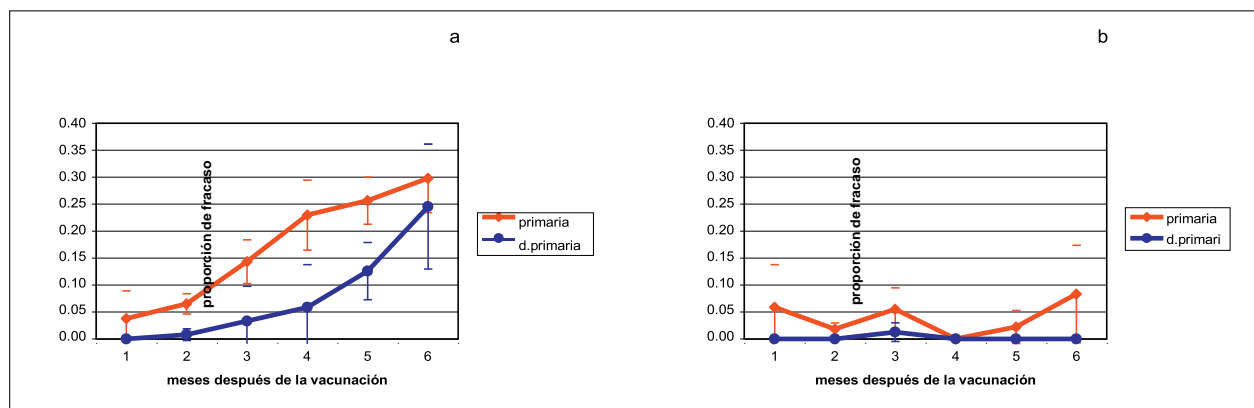 a
0.40
0.35
0.30
0.25
0.20
0.15
0.10
0.05
0.00
proporción de fracaso
1 2 3 4 5 6
meses después de la vacunación
primaria
d.primaria
b
0.40
0.35
0.30
0.25
0.20
0.15
0.10
0.05
0.00
proporción de fracaso
1 2 3 4 5 6
meses después de la vacunación
primaria
d.primari